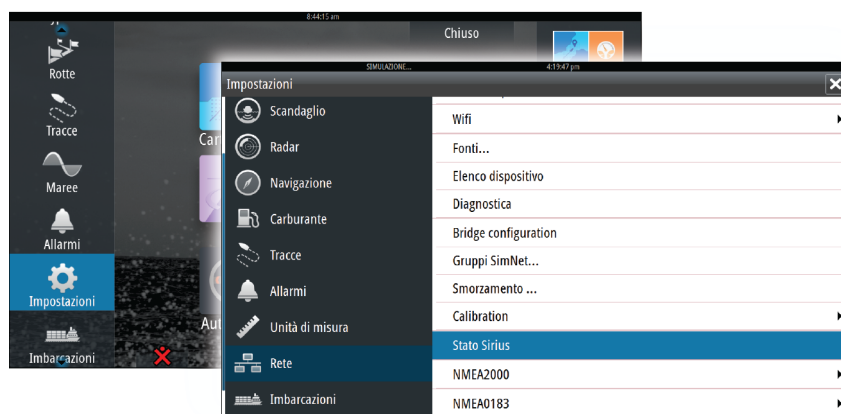 8:44:15 am
Chiuso
Rotte
Tracce
Maree
Allarmi
Impostazioni
Imbarcazioni
SIMULAZIONE...
4:19:47 pm
Impostazioni
Scandaglio
Radar
Navigazione
Carburante
Tracce
Allarmi
Unità di misura
Rete
Imbarcazioni
Wifi
Fonti...
Elenco dispositivo
Diagnostica
Bridge configuration
Gruppi SimNet...
Smorzamento ...
Calibration
Stato Sirius
NMEA2000
NMEA0183